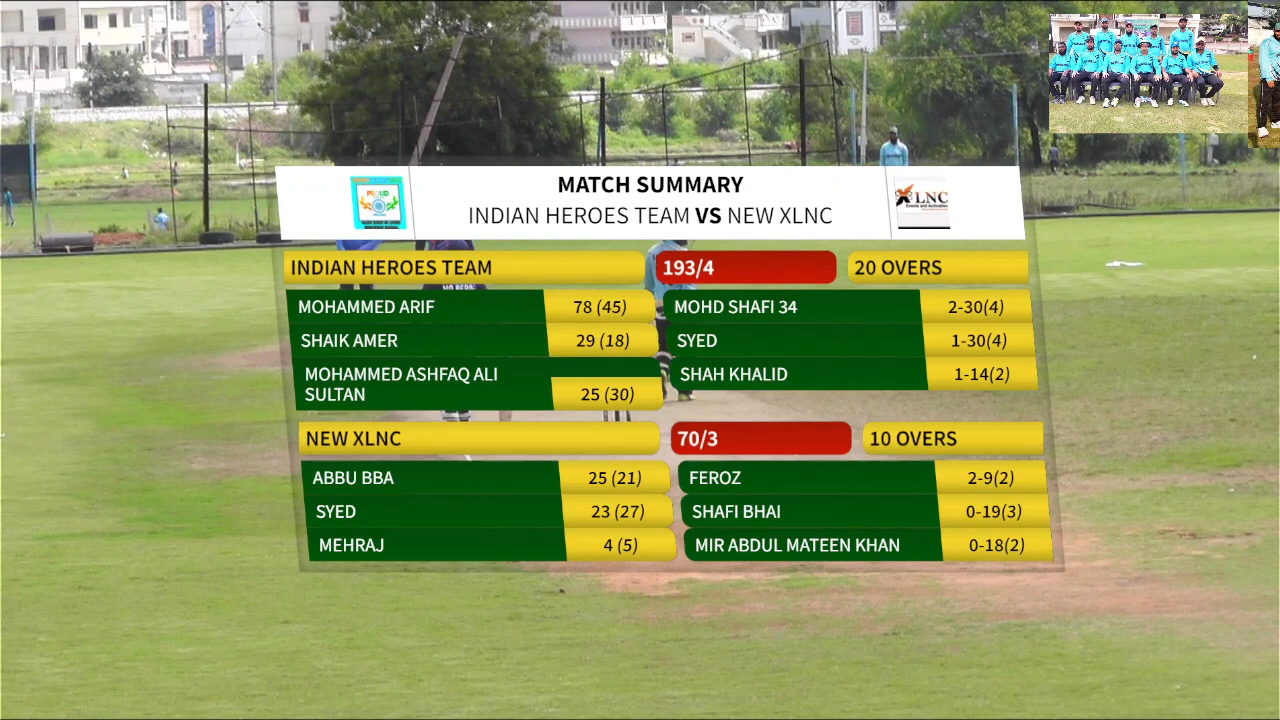 MATCH SUMMARY
INDIAN HEROES TEAM VS NEW XLNC
PROUD
LNC
INDIAN HEROES TEAM 193/4 20 OVERS
MOHAMMED ARIF 78 (45) MOHD SHAFI 34 2-30(4)
SHAIK AMER 29 (18) SYED 1-30(4)
MOHAMMED ASHFAQ ALI SHAH KHALID 1-14(2)
SULTAN 25 (30)
NEW XLNC 70/3 10 OVERS
ABBU BBA 25 (21) FEROZ 2-9(2)
SYED 23 (27) SHAFI BHAI 0-19(3)
MEHRAJ 4 (5) MIR ABDUL MATEEN KHAN 0-18(2)